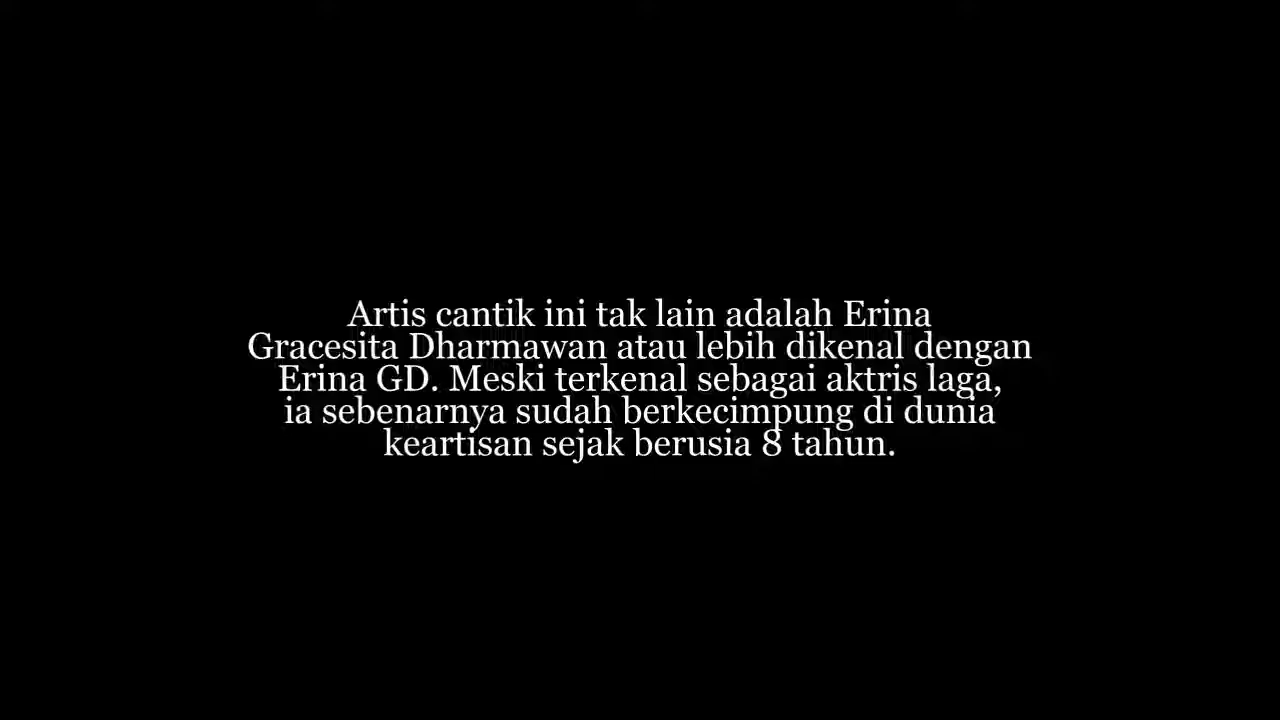 Artis cantik ini tak lain adalah Erina
Gracesita Dharmawan atau lebih dikenal dengan
Erina GD. Meski terkenal sebagai aktris laga,
ia sebenarnya sudah berkecimpung di dunia
keartisan sejak berusia 8 tahun.